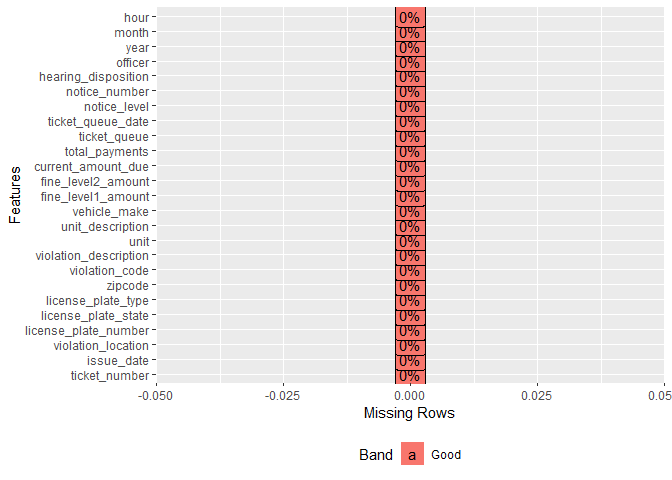 hour 0%
month 0%
year 0%
officer 0%
hearing_disposition 0%
notice_number 0%
notice_level 0%
ticket_queue_date 0%
ticket_queue 0%
total_payments 0%
current_amount_due 0%
fine_level2_amount 0%
fine_level1_amount 0%
vehicle_make 0%
unit_description 0%
unit 0%
violation_description 0%
violation_code 0%
zipcode 0%
license_plate_type 0%
license_plate_state 0%
license_plate_number 0%
violation_location 0%
issue_date 0%
ticket_number 0%
Features
-0.050 -0.025 0.000 0.025 0.05
Missing Rows
Band a Good